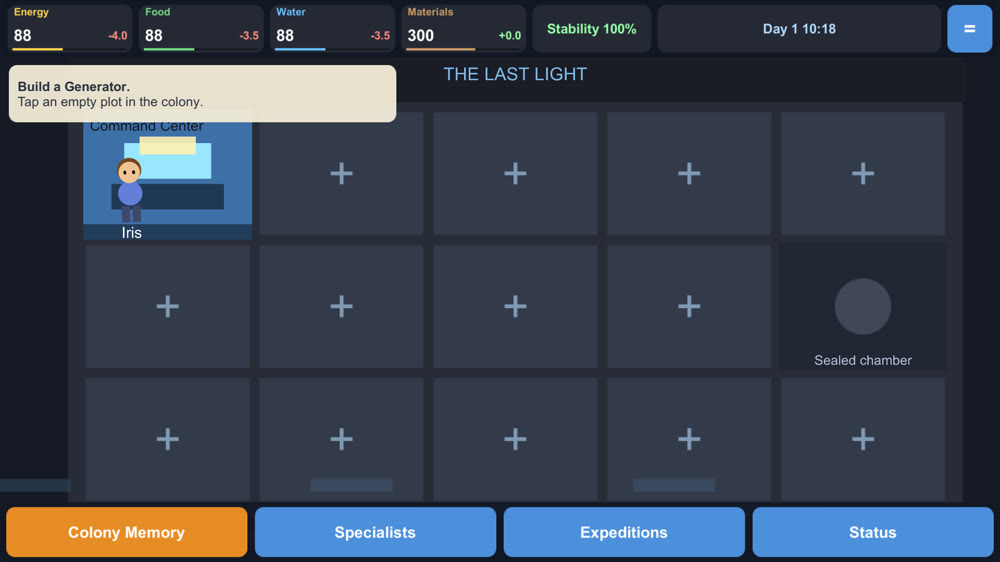 Energy
88 -4.0
Food
88 -3.5
Water
88 -3.5
Materials
300 +0.0
Stability 100%
Day 1 10:18
=
THE LAST LIGHT
Build a Generator.
Tap an empty plot in the colony.
Command Center
+ + + +
Iris
+ + + +
Sealed chamber
+ + + + +
Colony Memory
Specialists
Expeditions
Status